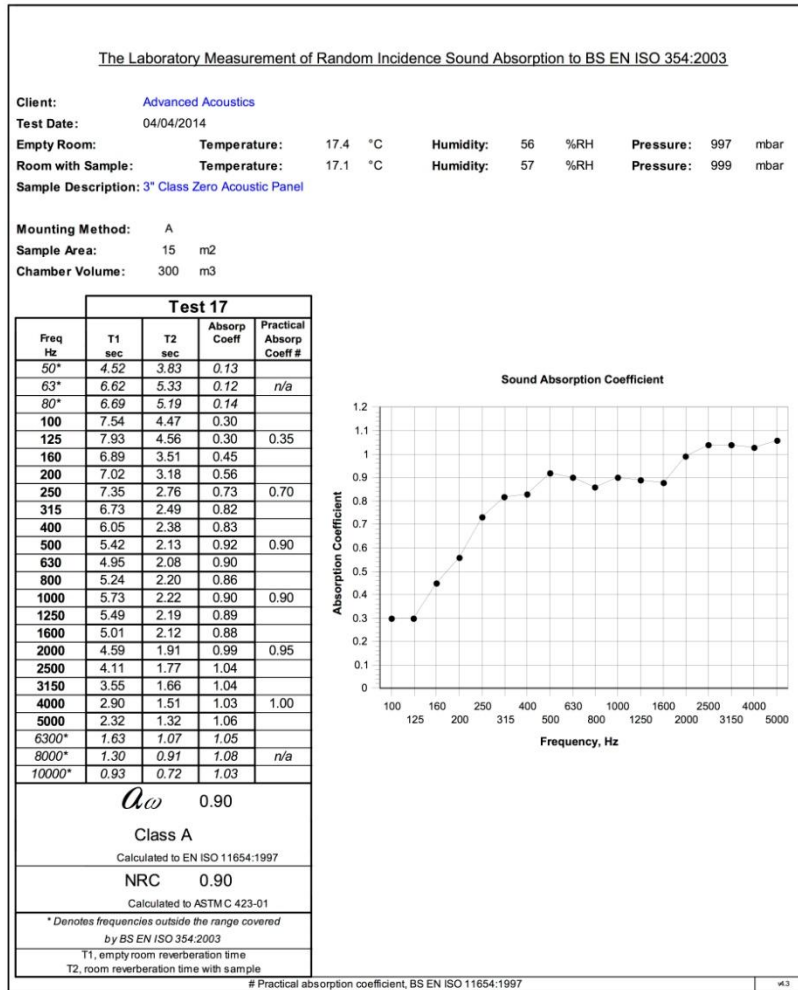 The Laboratory Measurement of Random Incidence Sound Absorption to BS EN ISO 354:2003
Client: Advanced Acoustics
Test Date: 04/04/2014
Empty Room: Temperature: 17.4 °C Humidity: 56 %RH Pressure: 997 mbar
Room with Sample: Temperature: 17.1 °C Humidity: 57 %RH Pressure: 999 mbar
Sample Description: 3" Class Zero Acoustic Panel
Mounting Method: A
Sample Area: 15 m2
Chamber Volume: 300 m3
Test 17
Freq Hz T1 sec T2 sec Absorp Coeff Practical Absorp Coeff #
50* 4.52 3.83 0.13
63* 6.62 5.33 0.12 n/a
80* 6.69 5.19 0.14
100 7.54 4.47 0.30
125 7.93 4.56 0.30 0.35
160 6.89 3.51 0.45
200 7.02 3.18 0.56
250 7.35 2.76 0.73 0.70
315 6.73 2.49 0.82
400 6.05 2.38 0.83
500 5.42 2.13 0.92 0.90
630 4.95 2.08 0.90
800 5.24 2.20 0.86
1000 5.73 2.22 0.90 0.90
1250 5.49 2.19 0.89
1600 5.01 2.12 0.88
2000 4.59 1.91 0.99 0.95
2500 4.11 1.77 1.04
3150 3.55 1.66 1.04
4000 2.90 1.51 1.03 1.00
5000 2.32 1.32 1.06
6300* 1.63 1.07 1.05
8000* 1.30 0.91 1.08 n/a
10000* 0.93 0.72 1.03
αω 0.90
Class A
Calculated to EN ISO 11654:1997
NRC 0.90
Calculated to ASTM C 423-01
* Denotes frequencies outside the range covered
by BS EN ISO 354:2003
T1, empty room reverberation time
T2, room reverberation time with sample
Sound Absorption Coefficient
Absorption Coefficient
1.2
1.1
1
0.9
0.8
0.7
0.6
0.5
0.4
0.3
0.2
0.1
0
100 160 250 400 630 1000 1600 2500 4000
125 200 315 500 800 1250 2000 3150 5000
Frequency, Hz
# Practical absorption coefficient, BS EN ISO 11654:1997
v4.3